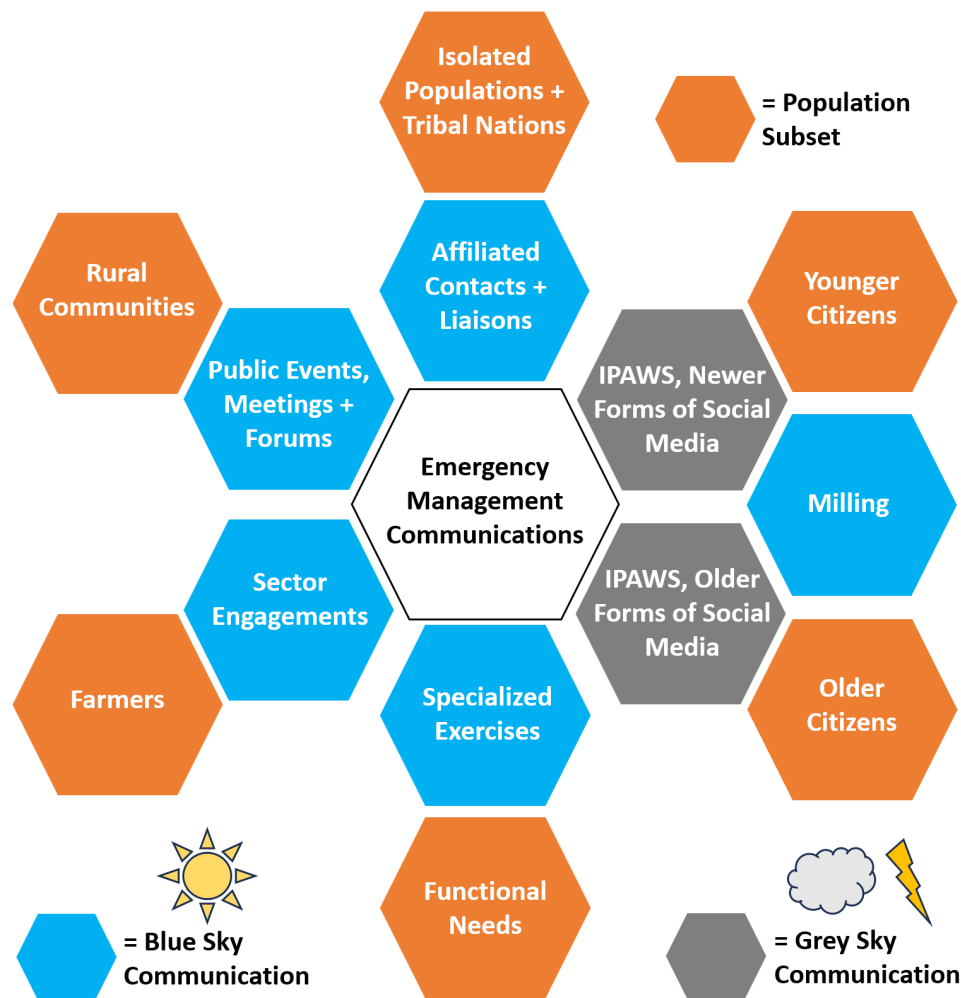 Isolated
Populations +
Tribal Nations
= Population
Subset
Rural
Communities
Affiliated
Contacts +
Liaisons
Younger
Citizens
Public Events,
Meetings +
Forums
IPAWS, Newer
Forms of Social
Media
Emergency
Management
Communications
Milling
Sector
Engagements
IPAWS, Older
Forms of Social
Media
Farmers
Specialized
Exercises
Older
Citizens
Functional
Needs
= Blue Sky
Communication
= Grey Sky
Communication